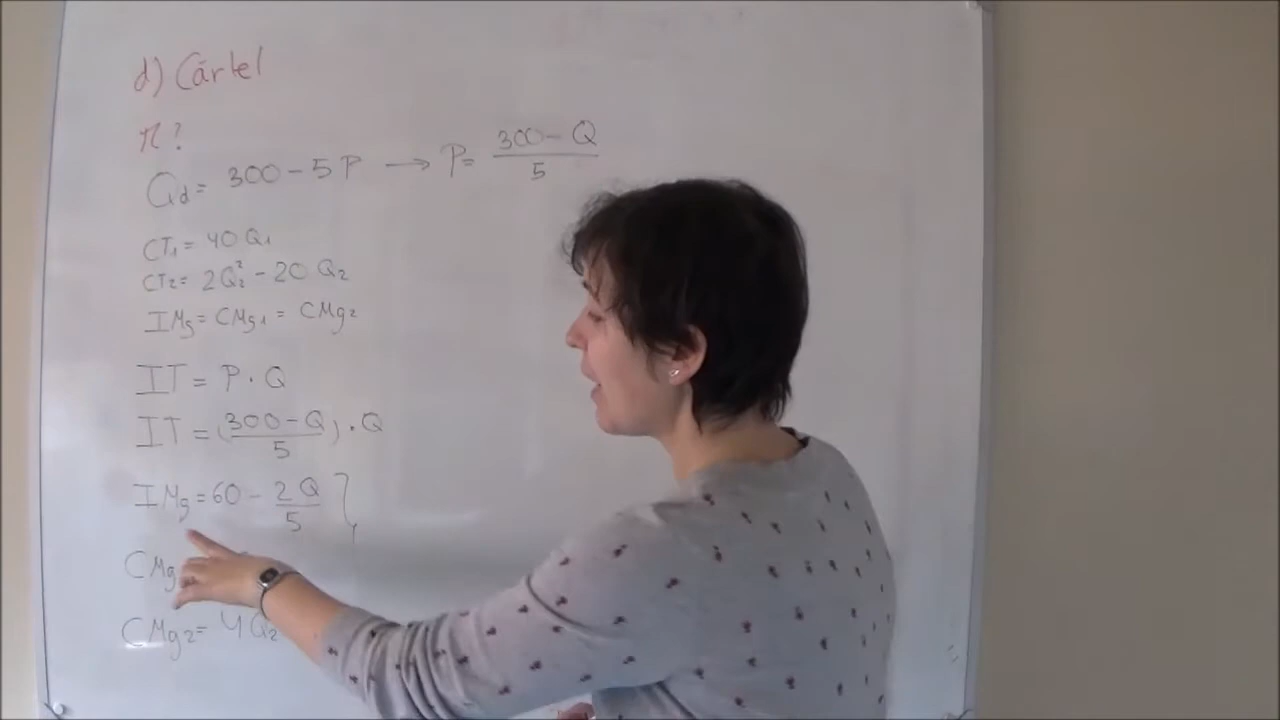 d) Cártel
π?
Qd = 300 - 5P → P = (300 - Q)/5
CT₁ = 40 Q₁
CT₂ = 2Q₂² - 20 Q₂
IMg = CMg₁ = CMg₂
IT = P · Q
IT = ((300 - Q)/5) · Q
IMg = 60 - 2Q/5 }
CMg
CMg₂ = 4Q₂